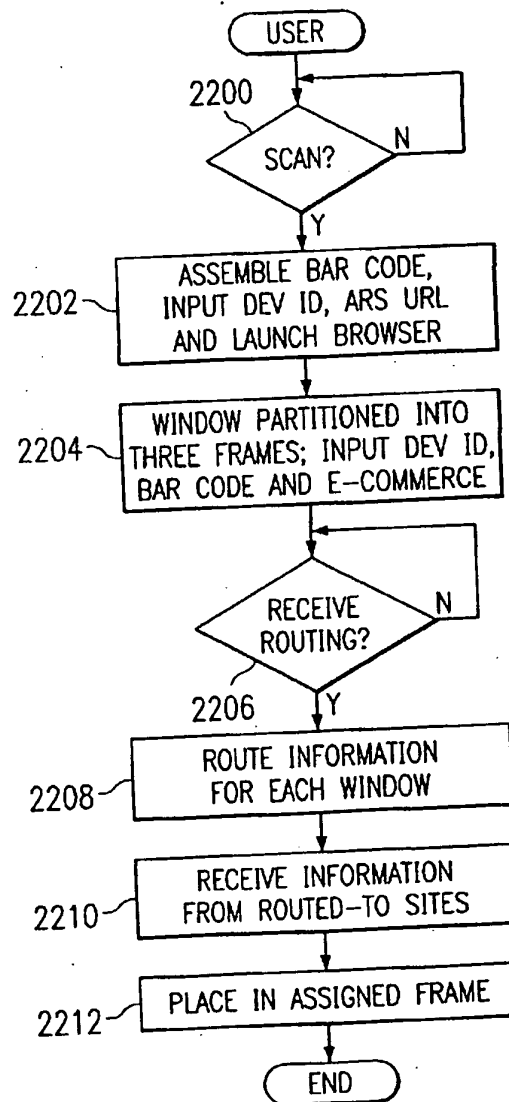 USER
2200
SCAN?
N
Y
2202
ASSEMBLE BAR CODE,
INPUT DEV ID, ARS URL
AND LAUNCH BROWSER
2204
WINDOW PARTITIONED INTO
THREE FRAMES; INPUT DEV ID,
BAR CODE AND E-COMMERCE
RECEIVE
ROUTING?
N
2206
Y
2208
ROUTE INFORMATION
FOR EACH WINDOW
2210
RECEIVE INFORMATION
FROM ROUTED-TO SITES
2212
PLACE IN ASSIGNED FRAME
END